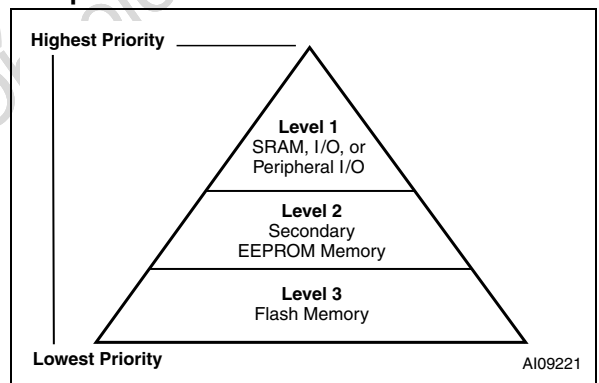 Highest Priority
Level 1
SRAM, I/O, or
Peripheral I/O
Level 2
Secondary
EEPROM Memory
Level 3
Flash Memory
Lowest Priority
AI09221